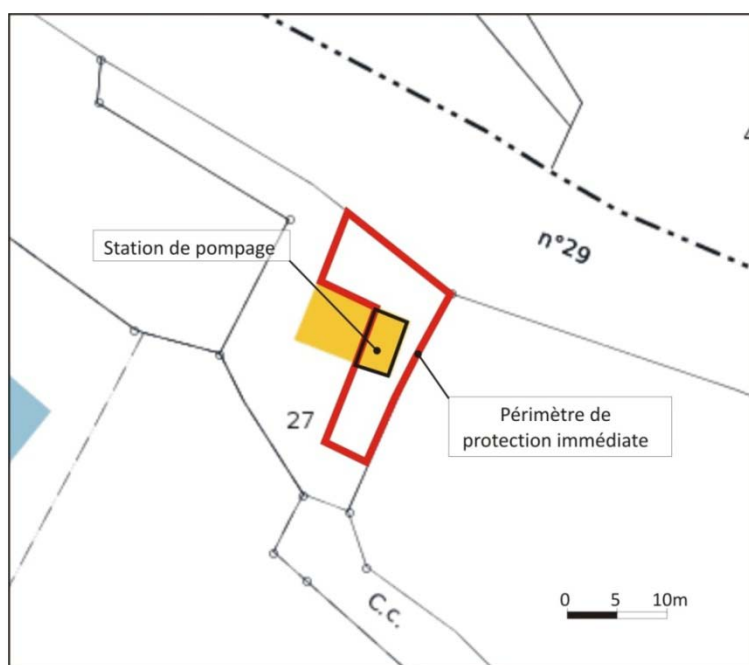 n°29
Station de pompage
27
Périmètre de
protection immédiate
0 5 10m
C.c.